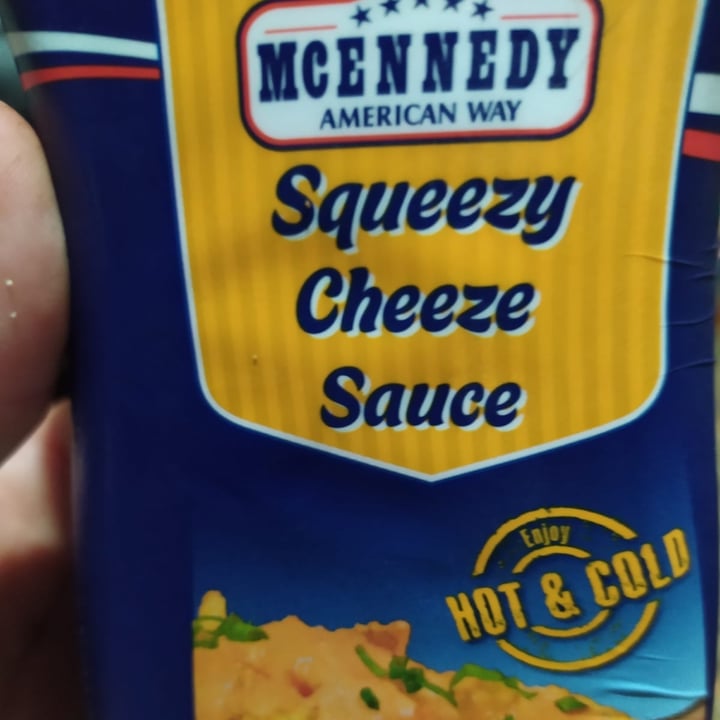 MCENNEDY
AMERICAN WAY
Squeezy
Cheeze
Sauce
Enjoy
HOT & COLD